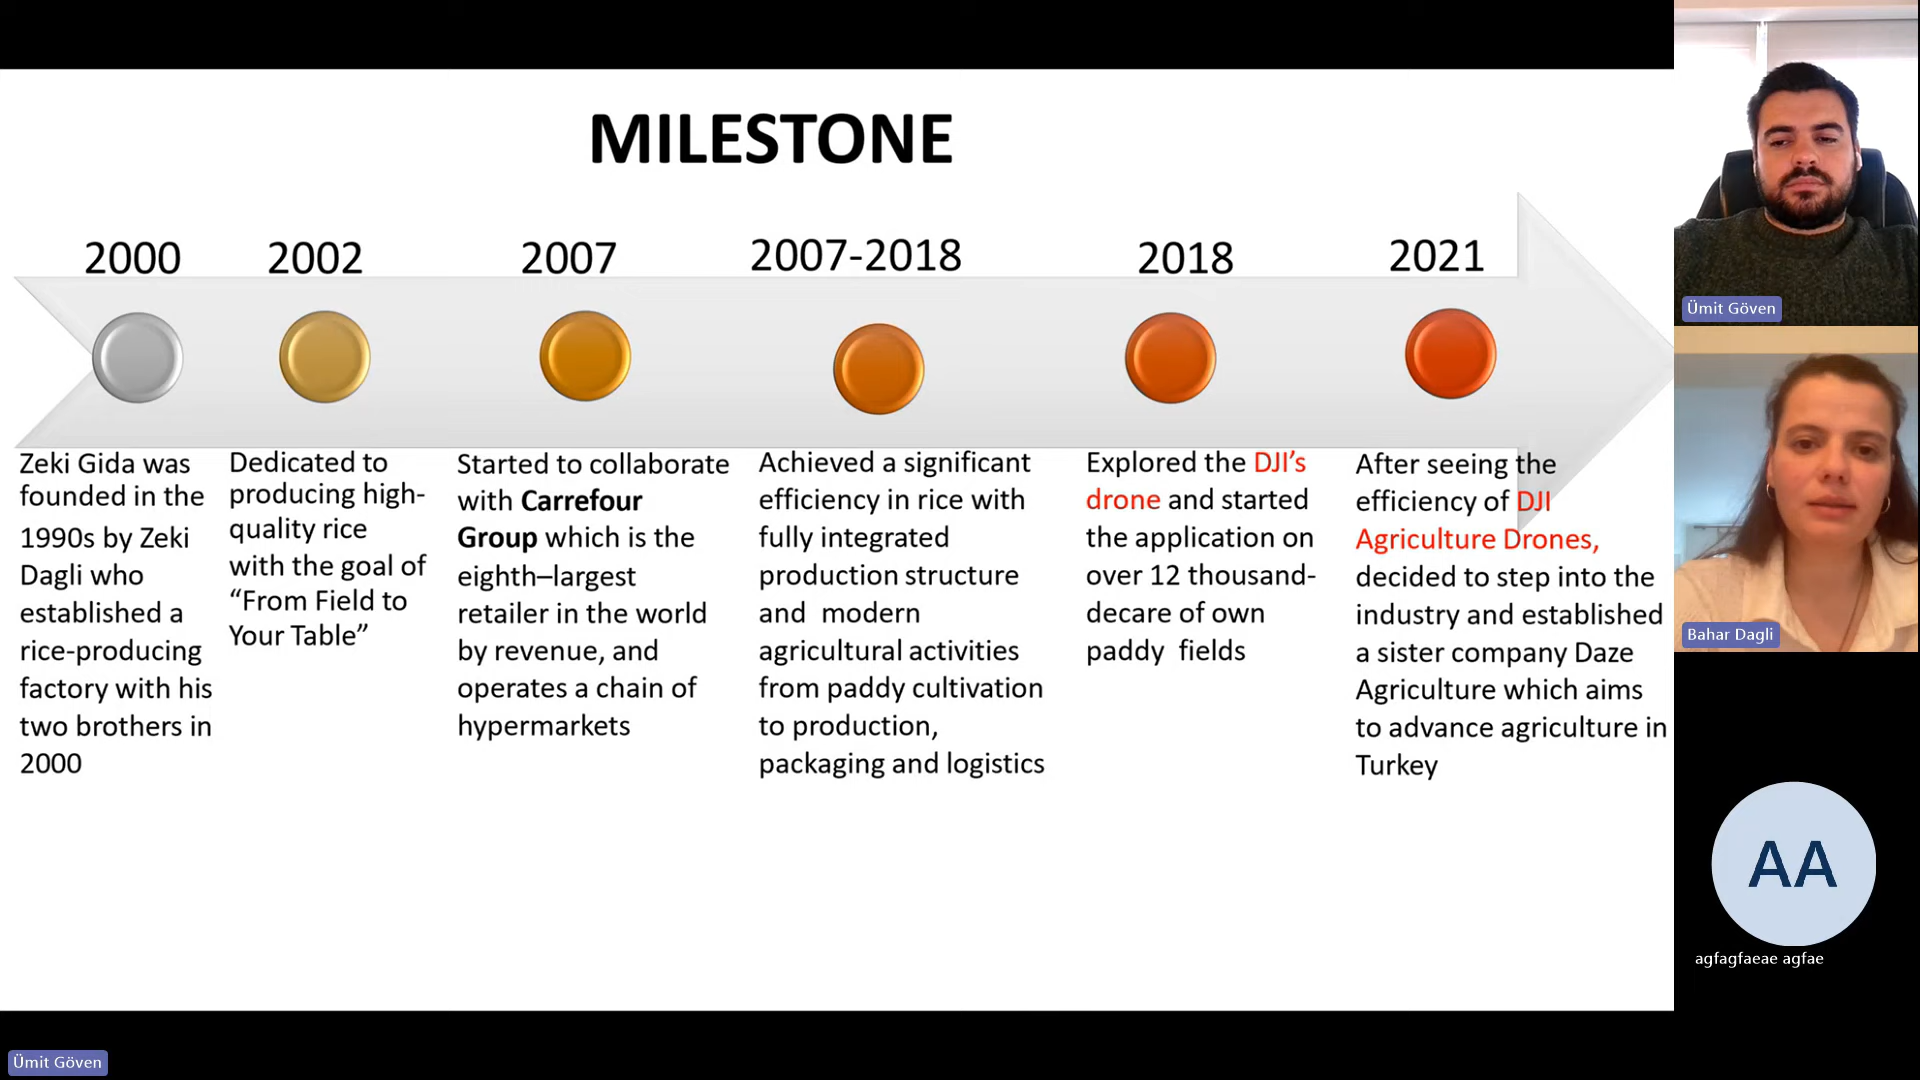 MILESTONE
2000
2002
2007
2007-2018
2018
2021
Zeki Gida was
founded in the
1990s by Zeki
Dagli who
established a
rice-producing
factory with his
two brothers in
2000
Dedicated to
producing high-
quality rice
with the goal of
“From Field to
Your Table”
Started to collaborate
with Carrefour
Group which is the
eighth–largest
retailer in the world
by revenue, and
operates a chain of
hypermarkets
Achieved a significant
efficiency in rice with
fully integrated
production structure
and modern
agricultural activities
from paddy cultivation
to production,
packaging and logistics
Explored the DJI’s
drone and started
the application on
over 12 thousand-
decare of own
paddy fields
After seeing the
efficiency of DJI
Agriculture Drones,
decided to step into the
industry and established
a sister company Daze
Agriculture which aims
to advance agriculture in
Turkey
Ümit Göven
Bahar Dagli
AA
agfagfaeae agfae
Ümit Göven